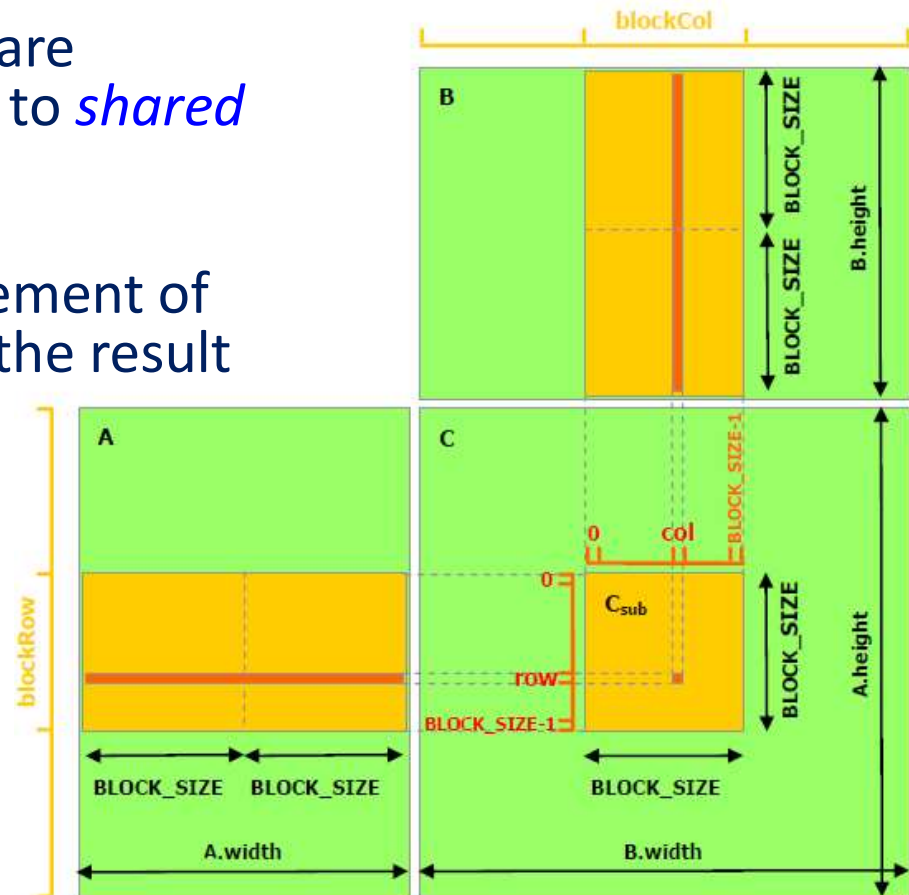 are
to shared
ement of
the result
blockCol
B
BLOCK_SIZE
BLOCK_SIZE
B.height
A
C
BLOCK_SIZE-1
0
col
blockRow
0
row
BLOCK_SIZE-1
Csub
BLOCK_SIZE
A.height
BLOCK_SIZE
BLOCK_SIZE
BLOCK_SIZE
A.width
B.width